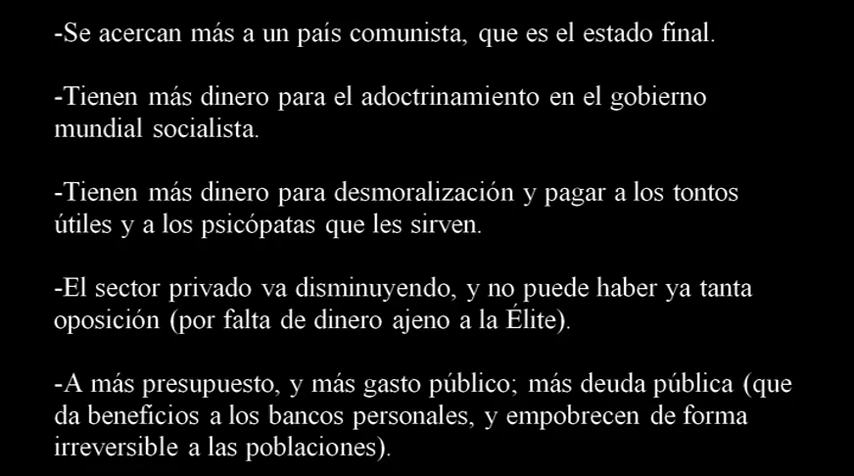 -Se acercan más a un país comunista, que es el estado final.
-Tienen más dinero para el adoctrinamiento en el gobierno
mundial socialista.
-Tienen más dinero para desmoralización y pagar a los tontos
útiles y a los psicópatas que les sirven.
-El sector privado va disminuyendo, y no puede haber ya tanta
oposición (por falta de dinero ajeno a la Élite).
-A más presupuesto, y más gasto público; más deuda pública (que
da beneficios a los bancos personales, y empobrecen de forma
irreversible a las poblaciones).